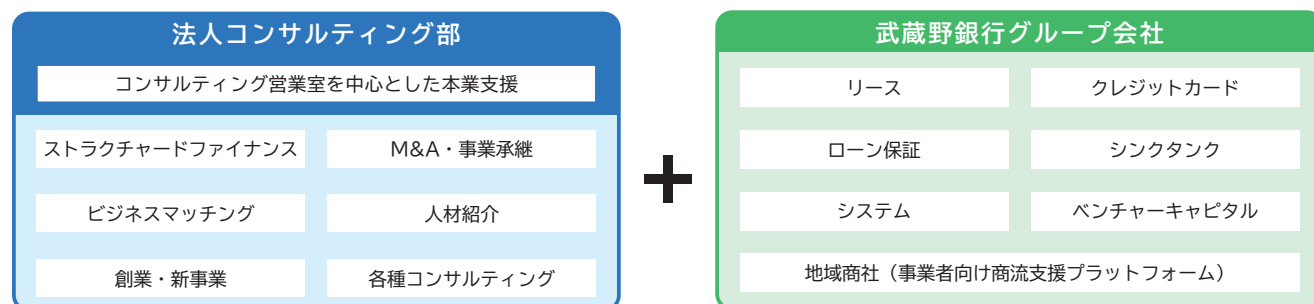 法人コンサルティング部
コンサルティング営業室を中心とした本業支援
ストラクチャードファイナンス
M&A・事業承継
ビジネスマッチング
人材紹介
創業・新事業
各種コンサルティング
+
武蔵野銀行グループ会社
リース
クレジットカード
ローン保証
シンクタンク
システム
ベンチャーキャピタル
地域商社（事業者向け商流支援プラットフォーム）